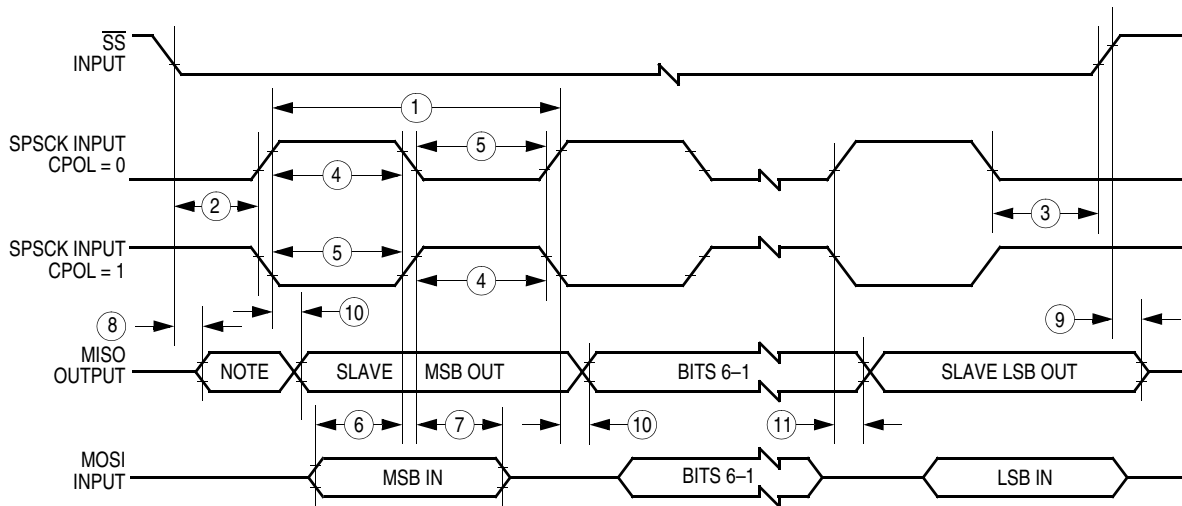 SS
INPUT
1
SPSCK INPUT
CPOL = 0
5
4
2
3
SPSCK INPUT
CPOL = 1
5
4
8
10
9
MISO
OUTPUT
NOTE
SLAVE MSB OUT
BITS 6–1
SLAVE LSB OUT
6
7
10
11
MOSI
INPUT
MSB IN
BITS 6–1
LSB IN